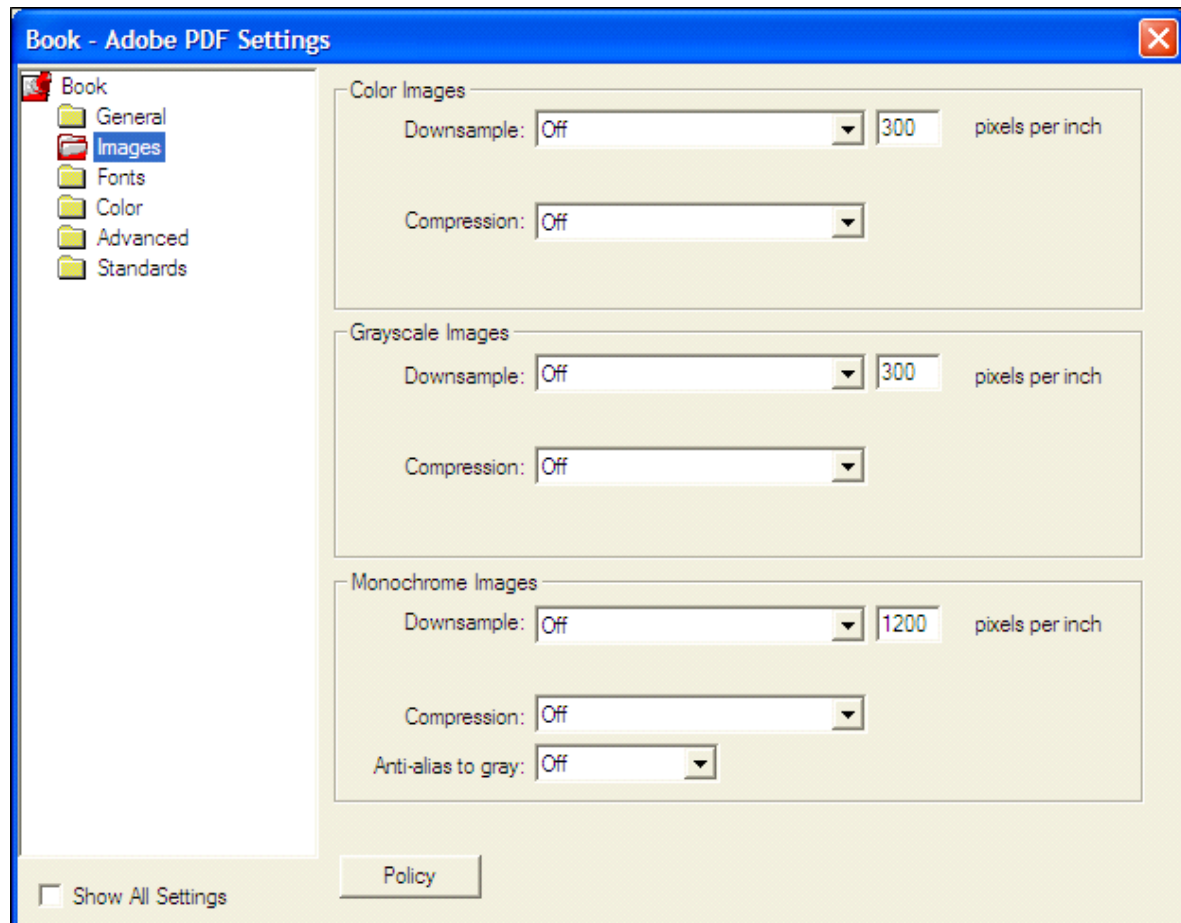 Book - Adobe PDF Settings
Book
General
Images
Fonts
Color
Advanced
Standards
Show All Settings
Color Images
Downsample: Off 300 pixels per inch
Compression: Off
Grayscale Images
Downsample: Off 300 pixels per inch
Compression: Off
Monochrome Images
Downsample: Off 1200 pixels per inch
Compression: Off
Anti-alias to gray: Off
Policy